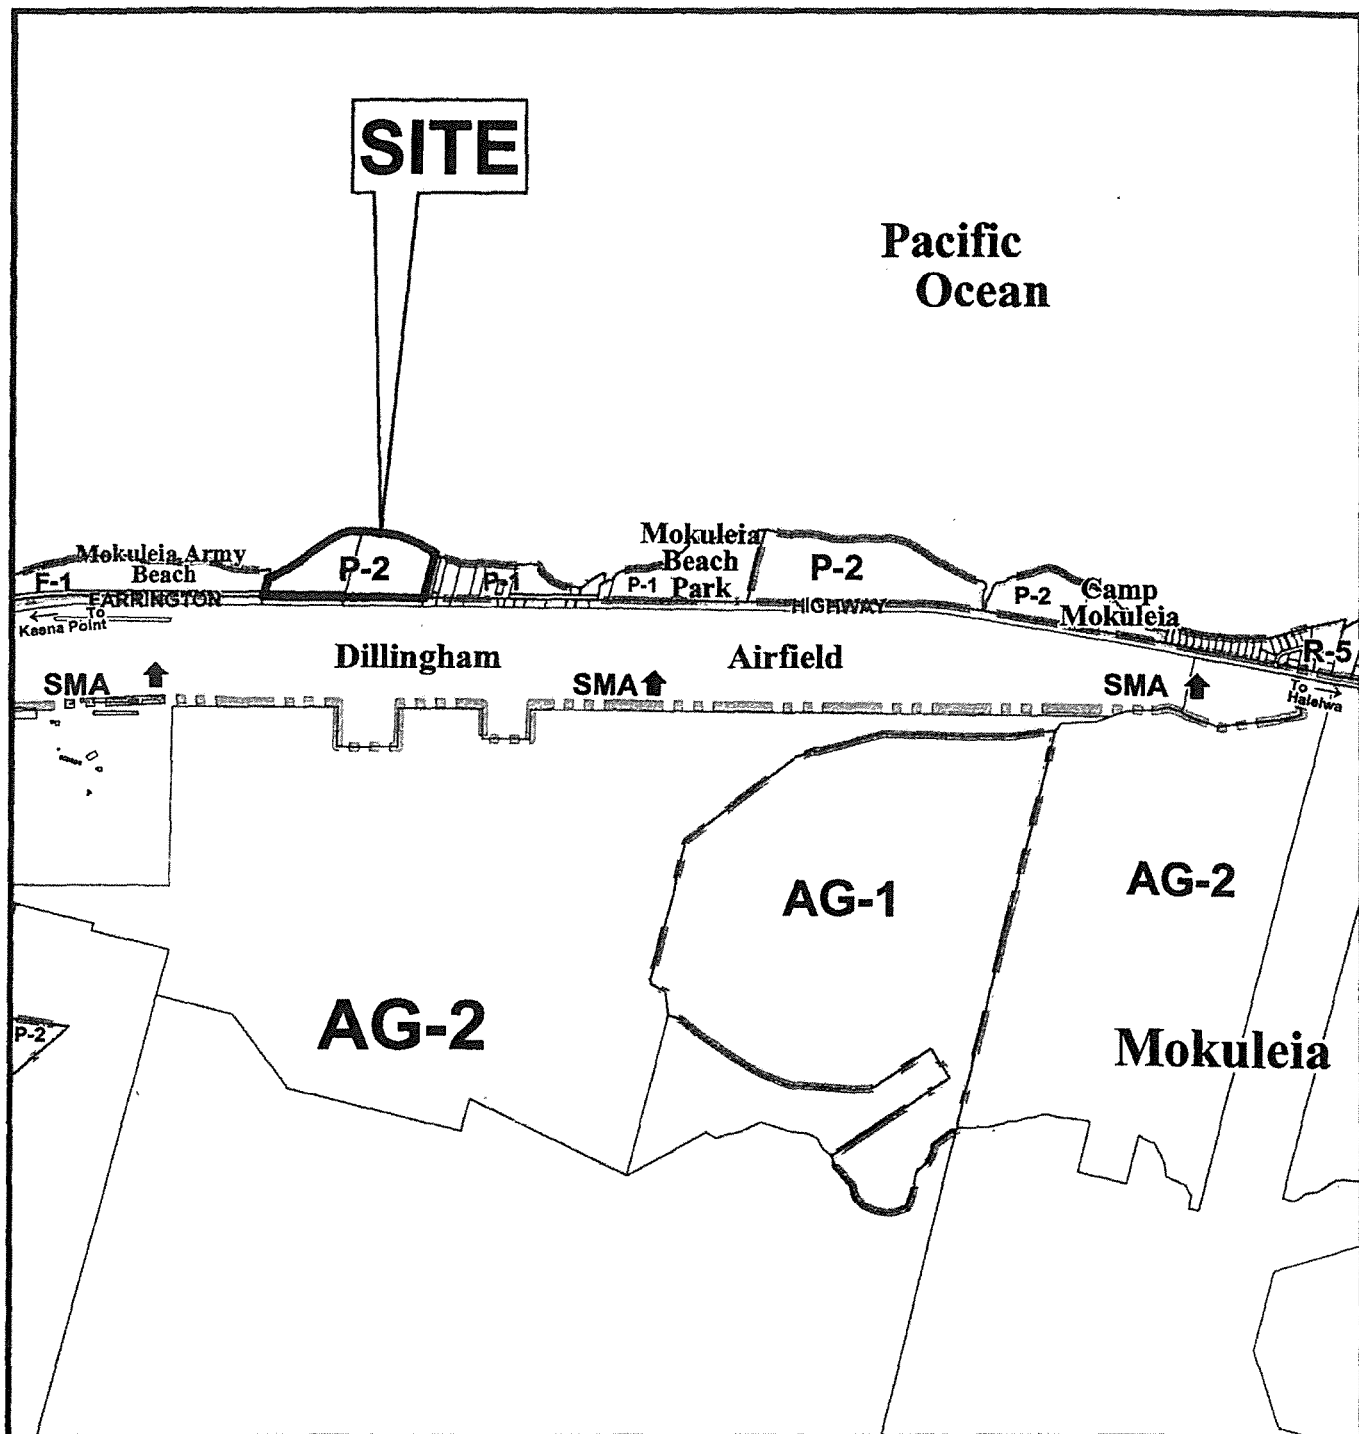 SITE
Pacific
Ocean
Mokuleia Army
Beach
F-1
P-2
P-1
Mokuleia
Beach
Park
P-1
P-2
P-2
Camp
Mokuleia
R-5
FARRINGTON
HIGHWAY
To
Kaena Point
To
Haleiwa
Dillingham
Airfield
SMA
SMA
SMA
AG-1
AG-2
AG-2
P-2
Mokuleia